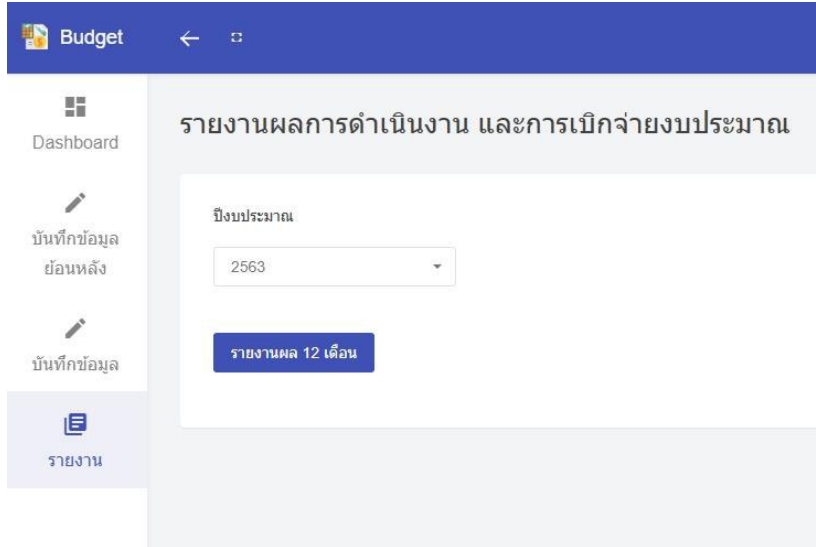 Budget
Dashboard
บันทึกข้อมูล
ย้อนหลัง
บันทึกข้อมูล
รายงาน
รายงานผลการดำเนินงาน และการเบิกจ่ายงบประมาณ
ปีงบประมาณ
2563
รายงานผล 12 เดือน